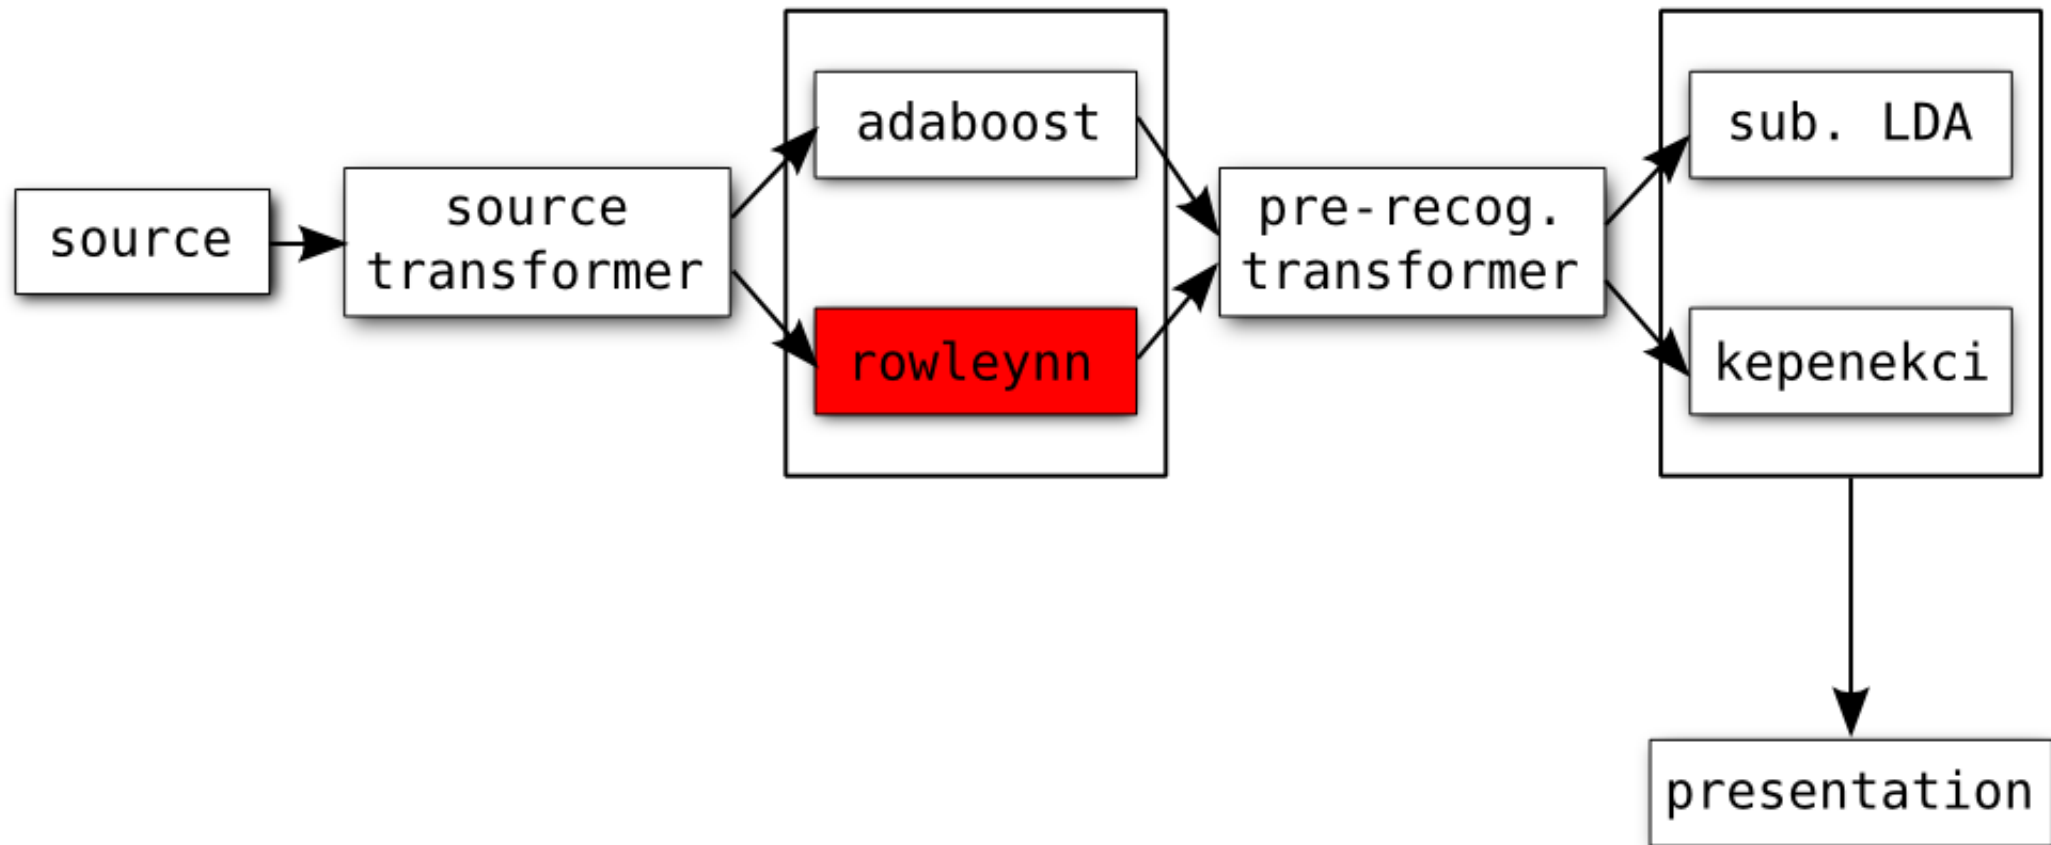 source
source
transformer
adaboost
rowleynn
pre-recog.
transformer
sub. LDA
kepenekci
presentation